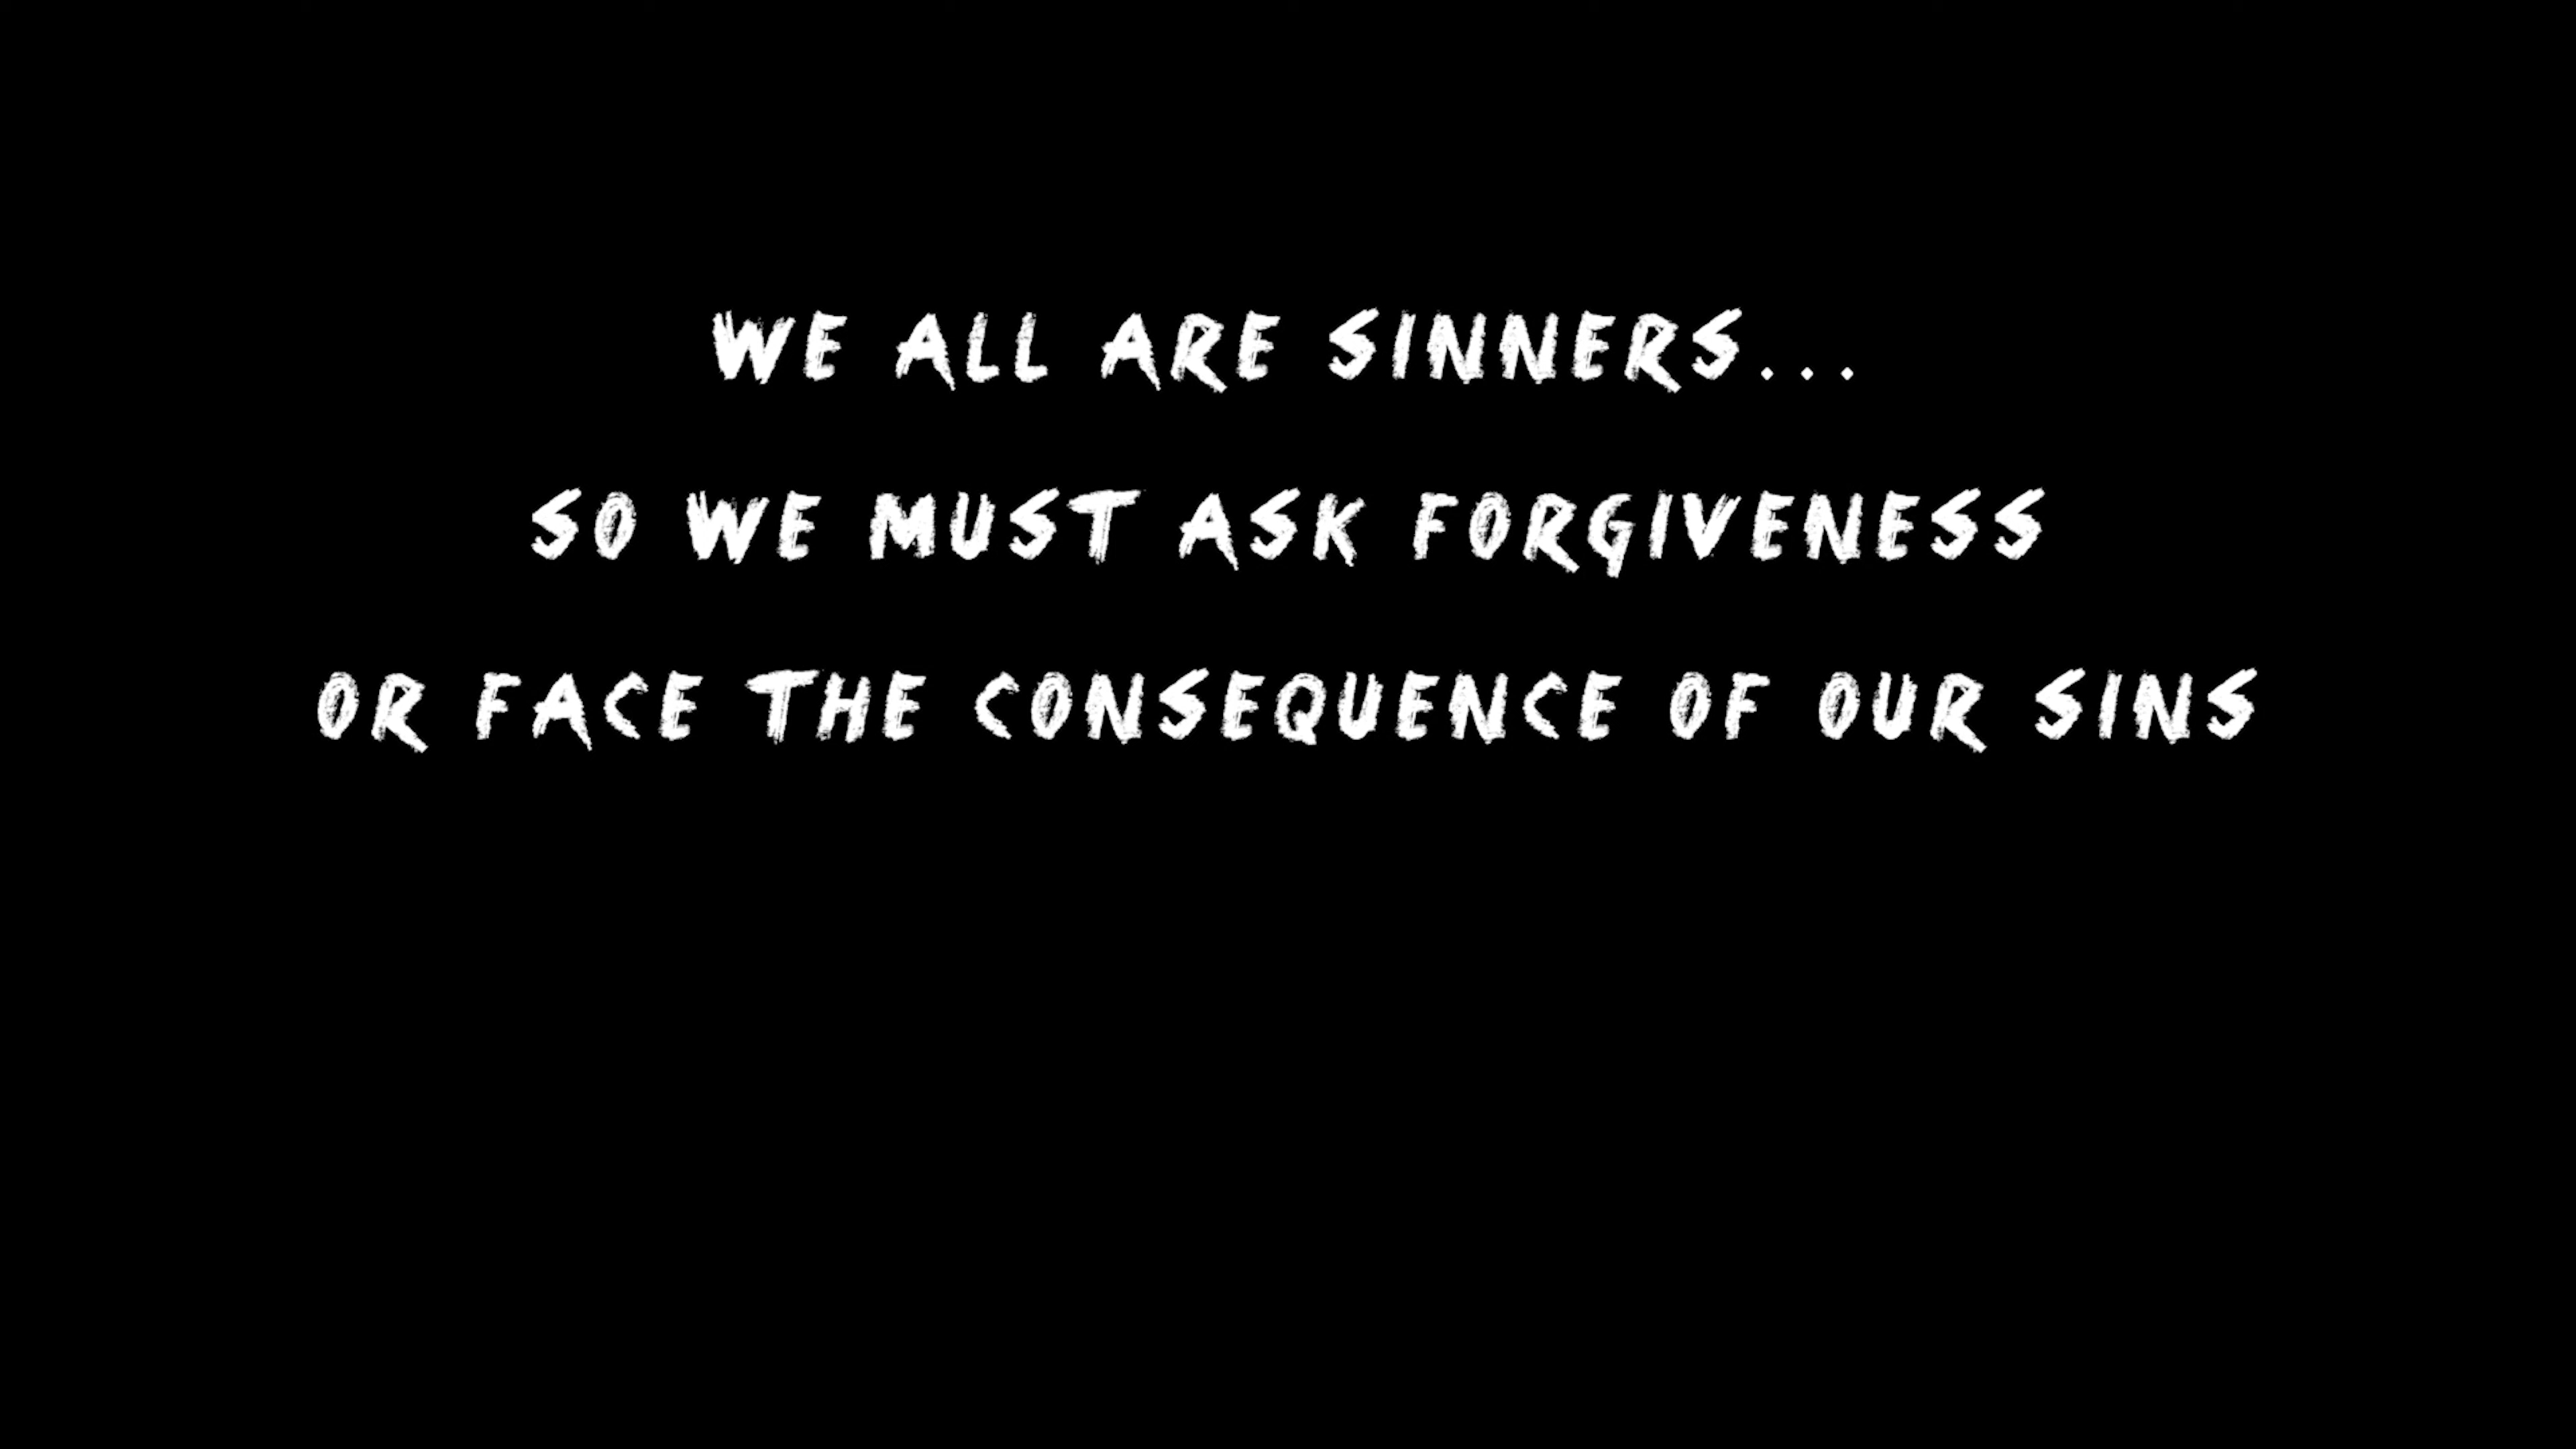 WE ALL ARE SINNERS...
SO WE MUST ASK FORGIVENESS
OR FACE THE CONSEQUENCE OF OUR SINS